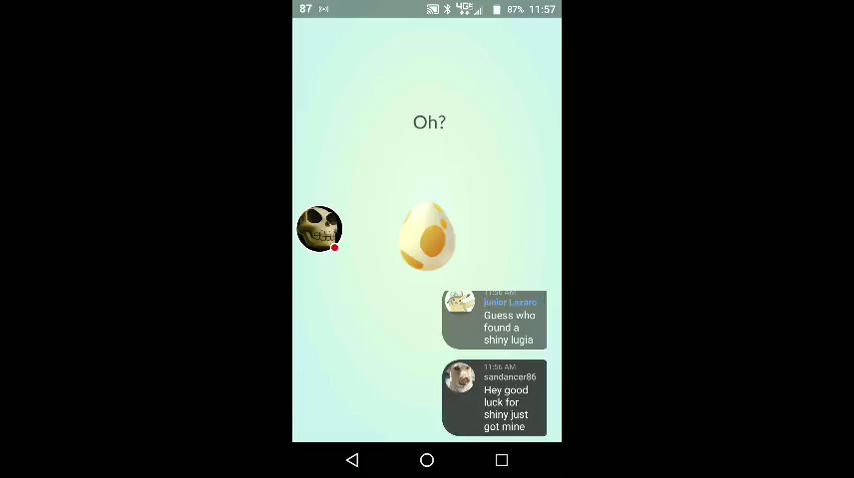 87 4GE 87% 11:57
Oh?
11:56 AM
junior Lazaro
Guess who
found a
shiny lugia
11:56 AM
sandancer86
Hey good
luck for
shiny just
got mine